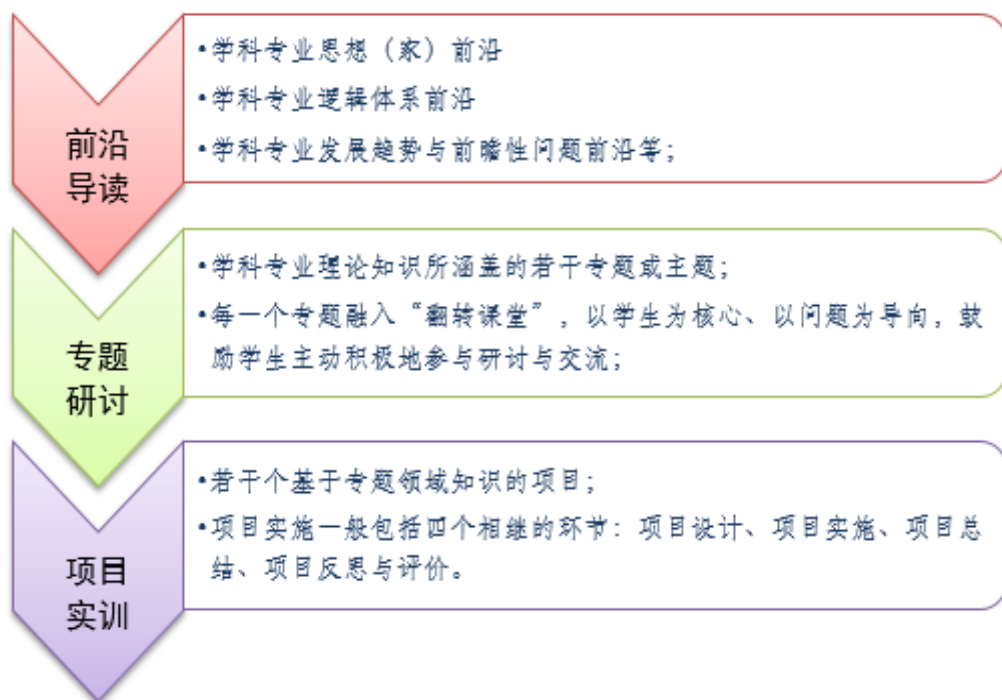 前沿
导读
•学科专业思想（家）前沿
•学科专业逻辑体系前沿
•学科专业发展趋势与前瞻性问题前沿等；
专题
研讨
•学科专业理论知识所涵盖的若干专题或主题；
•每一个专题融入“翻转课堂”，以学生为核心、以问题为导向，鼓
励学生主动积极地参与研讨与交流；
项目
实训
•若干个基于专题领域知识的项目；
•项目实施一般包括四个相继的环节：项目设计、项目实施、项目总
结、项目反思与评价。